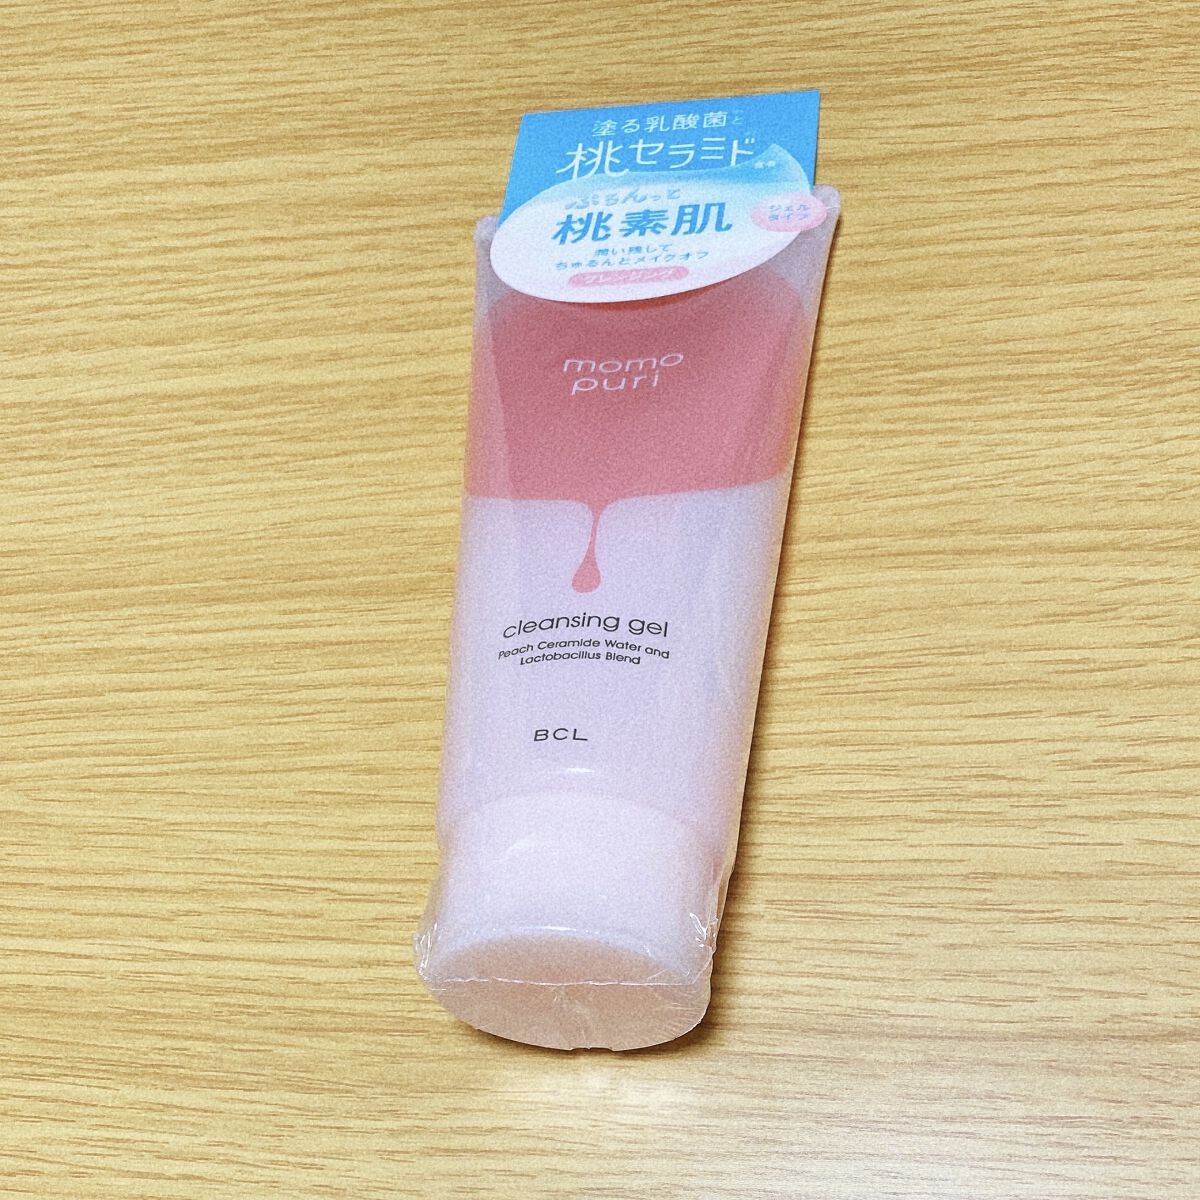 塗る乳酸菌と
桃セラミド
ぷるんっと
桃素肌
ジェル
タイプ
潤い残して
ちゅるんとメイクオフ
クレンジング
momo
puri
cleansing gel
Peach Ceramide Water and
Lactobacillus Blend
BCL